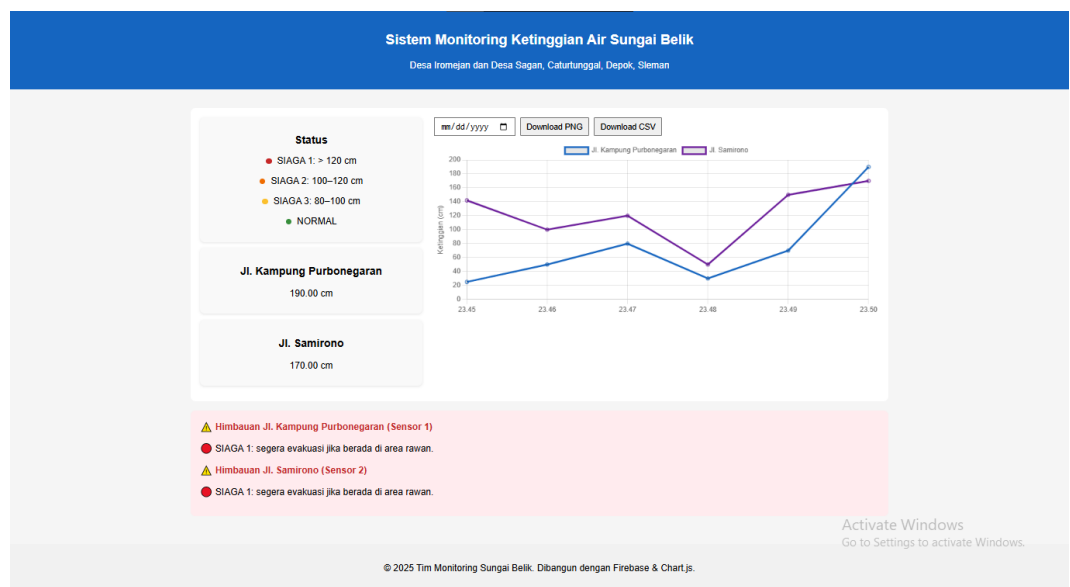 Sistem Monitoring Ketinggian Air Sungai Belik
Desa Iromejan dan Desa Sagan, Caturtunggal, Depok, Sleman
Status
SIAGA 1: > 120 cm
SIAGA 2: 100–120 cm
SIAGA 3: 80–100 cm
NORMAL
Jl. Kampung Purbonegaran
190.00 cm
Jl. Samirono
170.00 cm
mm/dd/yyyy Download PNG Download CSV
Jl. Kampung Purbonegaran Jl. Samirono
Ketinggian (cm)
200
180
160
140
120
100
80
60
40
20
0
23.45 23.46 23.47 23.48 23.49 23.50
Himbauan Jl. Kampung Purbonegaran (Sensor 1)
SIAGA 1: segera evakuasi jika berada di area rawan.
Himbauan Jl. Samirono (Sensor 2)
SIAGA 1: segera evakuasi jika berada di area rawan.
Activate Windows
Go to Settings to activate Windows.
© 2025 Tim Monitoring Sungai Belik. Dibangun dengan Firebase & Chart.js.